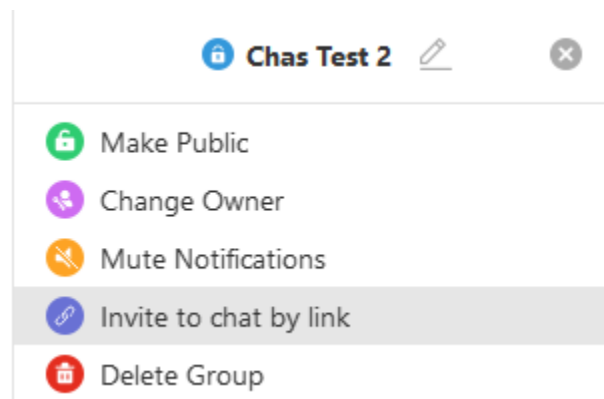 Chas Test 2
Make Public
Change Owner
Mute Notifications
Invite to chat by link
Delete Group